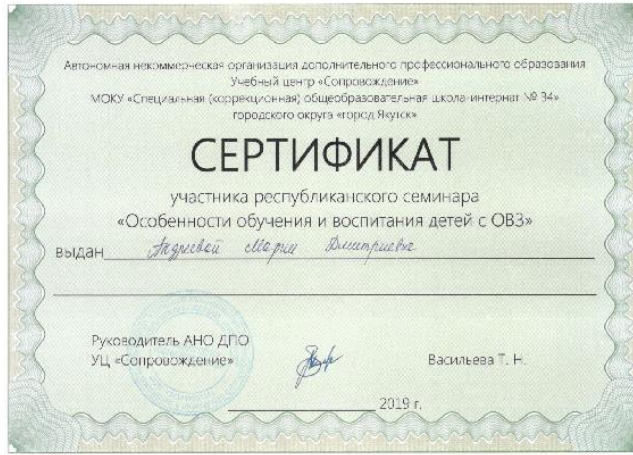 Автономная некоммерческая организация дополнительного профессионального образования
Учебный центр «Сопровождение»
МОКУ «Специальная (коррекционная) общеобразовательная школа-интернат № 34»
городского округа «город Якутск»
СЕРТИФИКАТ
участника республиканского семинара
«Особенности обучения и воспитания детей с ОВЗ»
выдан Андреевой Марии Дмитриевне
Руководитель АНО ДПО
УЦ «Сопровождение»
Васильева Т. Н.
2019 г.